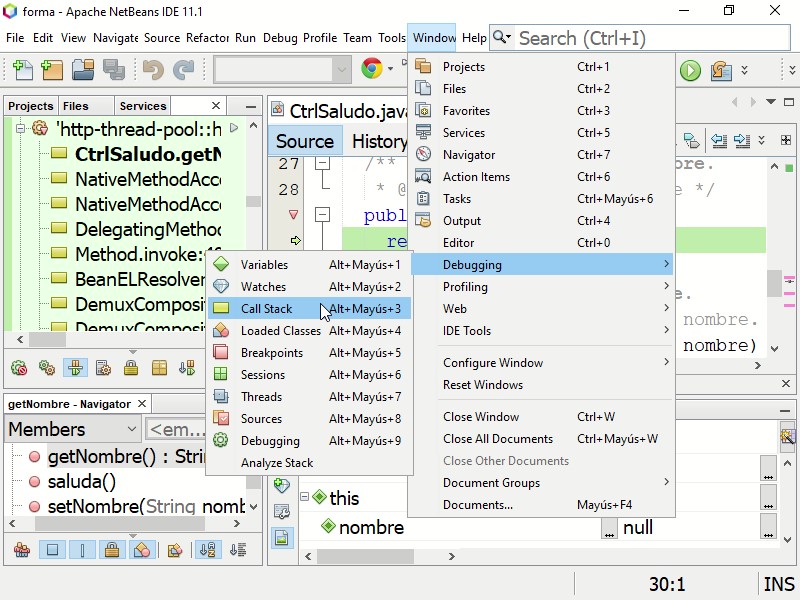 forma - Apache NetBeans IDE 11.1
File Edit View Navigate Source Refactor Run Debug Profile Team Tools Window Help Search (Ctrl+I)
Projects Files Services
'http-thread-pool::h
CtrlSaludo.getN
NativeMethodAcce
NativeMethodAcce
DelegatingMethod
Method.invoke:
BeanELResolver
DemuxComposit
DemuxComposit
CtrlSaludo.java
Source History
27 /**
28 * @
publ
re
bre.
e */
e.
nombre.
nombre)
Projects Ctrl+1
Files Ctrl+2
Favorites Ctrl+3
Services Ctrl+5
Navigator Ctrl+7
Action Items Ctrl+6
Tasks Ctrl+Mayús+6
Output Ctrl+4
Editor Ctrl+0
Debugging
Profiling
Web
IDE Tools
Configure Window
Reset Windows
Close Window Ctrl+W
Close All Documents Ctrl+Mayús+W
Close Other Documents
Document Groups
Documents... Mayús+F4
Variables Alt+Mayús+1
Watches Alt+Mayús+2
Call Stack Alt+Mayús+3
Loaded Classes Alt+Mayús+4
Breakpoints Alt+Mayús+5
Sessions Alt+Mayús+6
Threads Alt+Mayús+7
Sources Alt+Mayús+8
Debugging Alt+Mayús+9
Analyze Stack
getNombre - Navigator
Members <em...
getNombre() : Strin
saluda()
setNombre(String nomb
this
nombre null
30:1 INS